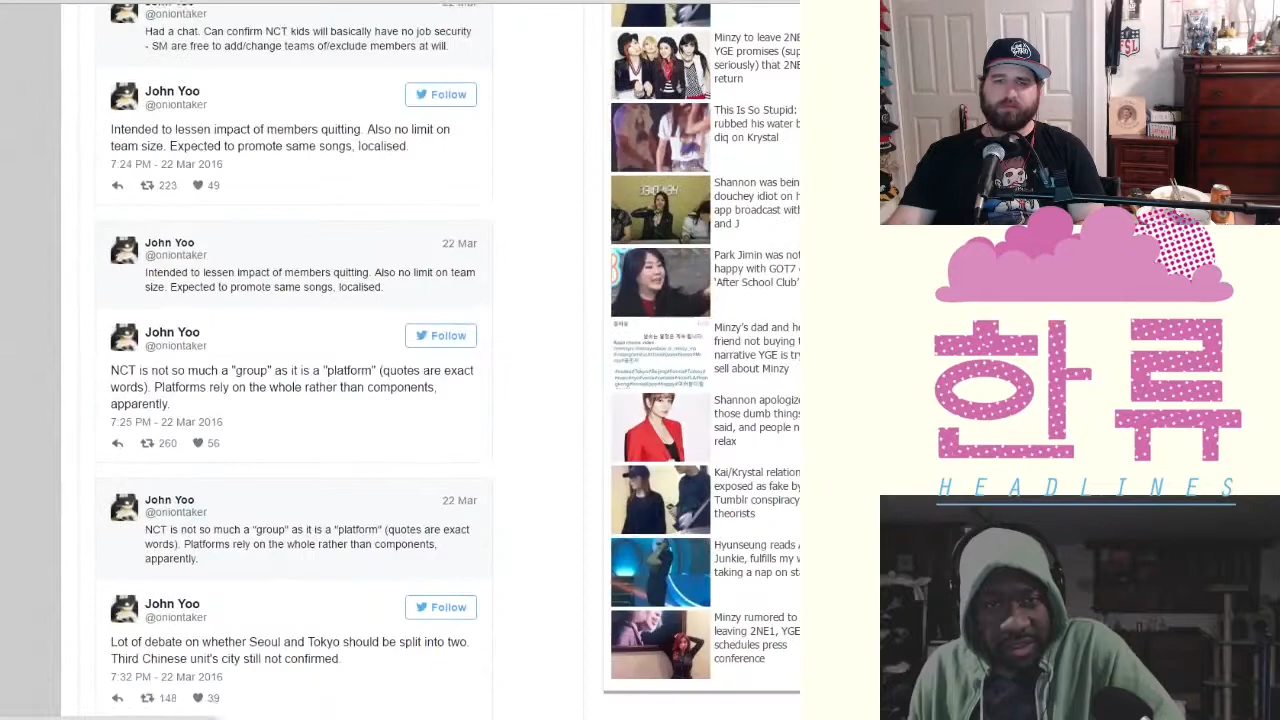 John Yoo
@oniontaker
22 Mar
Had a chat. Can confirm NCT kids will basically have no job security
- SM are free to add/change teams of/exclude members at will.
John Yoo
@oniontaker
Follow
Intended to lessen impact of members quitting. Also no limit on
team size. Expected to promote same songs, localised.
7:24 PM - 22 Mar 2016
223
49
John Yoo
@oniontaker
22 Mar
Intended to lessen impact of members quitting. Also no limit on team
size. Expected to promote same songs, localised.
John Yoo
@oniontaker
Follow
NCT is not so much a "group" as it is a "platform" (quotes are exact
words). Platforms rely on the whole rather than components,
apparently.
7:25 PM - 22 Mar 2016
260
56
John Yoo
@oniontaker
22 Mar
NCT is not so much a "group" as it is a "platform" (quotes are exact
words). Platforms rely on the whole rather than components,
apparently.
John Yoo
@oniontaker
Follow
Lot of debate on whether Seoul and Tokyo should be split into two.
Third Chinese unit's city still not confirmed.
7:32 PM - 22 Mar 2016
148
39
Minzy to leave 2NE
YGE promises (sup
seriously) that 2NE
return
This Is So Stupid:
rubbed his water b
diq on Krystal
Shannon was bein
douchey idiot on h
app broadcast with
and J
Park Jimin was not
happy with GOT7
'After School Club'
Minzy's dad and he
friend not buying t
narrative YGE is try
sell about Minzy
Shannon apologize
those dumb things
said, and people n
relax
Kai/Krystal relation
exposed as fake by
Tumblr conspiracy
theorists
Hyunseung reads A
Junkie, fulfills my w
taking a nap on st
Minzy rumored to
leaving 2NE1, YGE
schedules press
conference
NFL
한류
HEADLINES